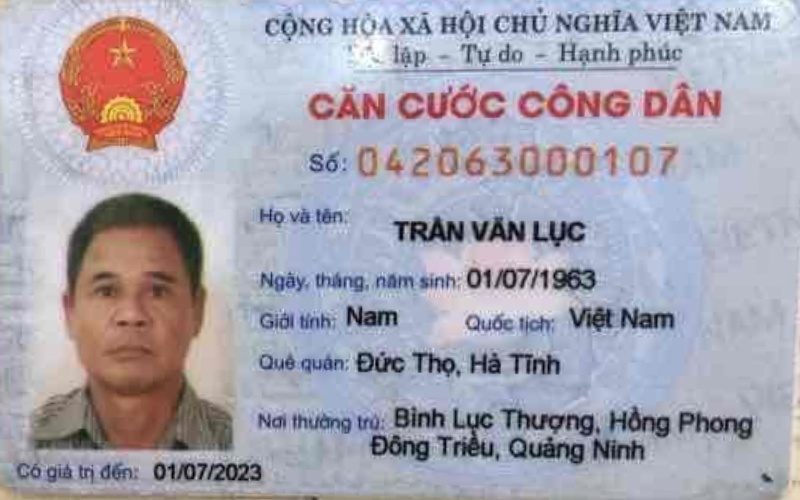 CỘNG HÒA XÃ HỘI CHỦ NGHĨA VIỆT NAM
lập – Tự do – Hạnh phúc
CĂN CƯỚC CÔNG DÂN
Số: 042063000107
Họ và tên: TRẦN VĂN LỤC
Ngày, tháng, năm sinh: 01/07/1963
Giới tính: Nam Quốc tịch: Việt Nam
Quê quán: Đức Thọ, Hà Tĩnh
Nơi thường trú: Bình Lục Thượng, Hồng Phong
Đông Triều, Quảng Ninh
Có giá trị đến: 01/07/2023